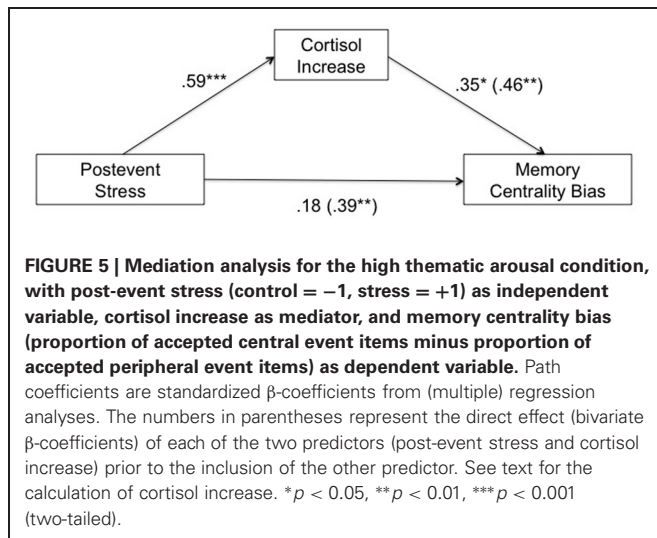 Cortisol
Increase
.59***
.35* (.46**)
Postevent
Stress
Memory
Centrality Bias
.18 (.39**)
FIGURE 5 | Mediation analysis for the high thematic arousal condition,
with post-event stress (control = −1, stress = +1) as independent
variable, cortisol increase as mediator, and memory centrality bias
(proportion of accepted central event items minus proportion of
accepted peripheral event items) as dependent variable. Path
coefficients are standardized β-coefficients from (multiple) regression
analyses. The numbers in parentheses represent the direct effect (bivariate
β-coefficients) of each of the two predictors (post-event stress and cortisol
increase) prior to the inclusion of the other predictor. See text for the
calculation of cortisol increase. *p < 0.05, **p < 0.01, ***p < 0.001
(two-tailed).